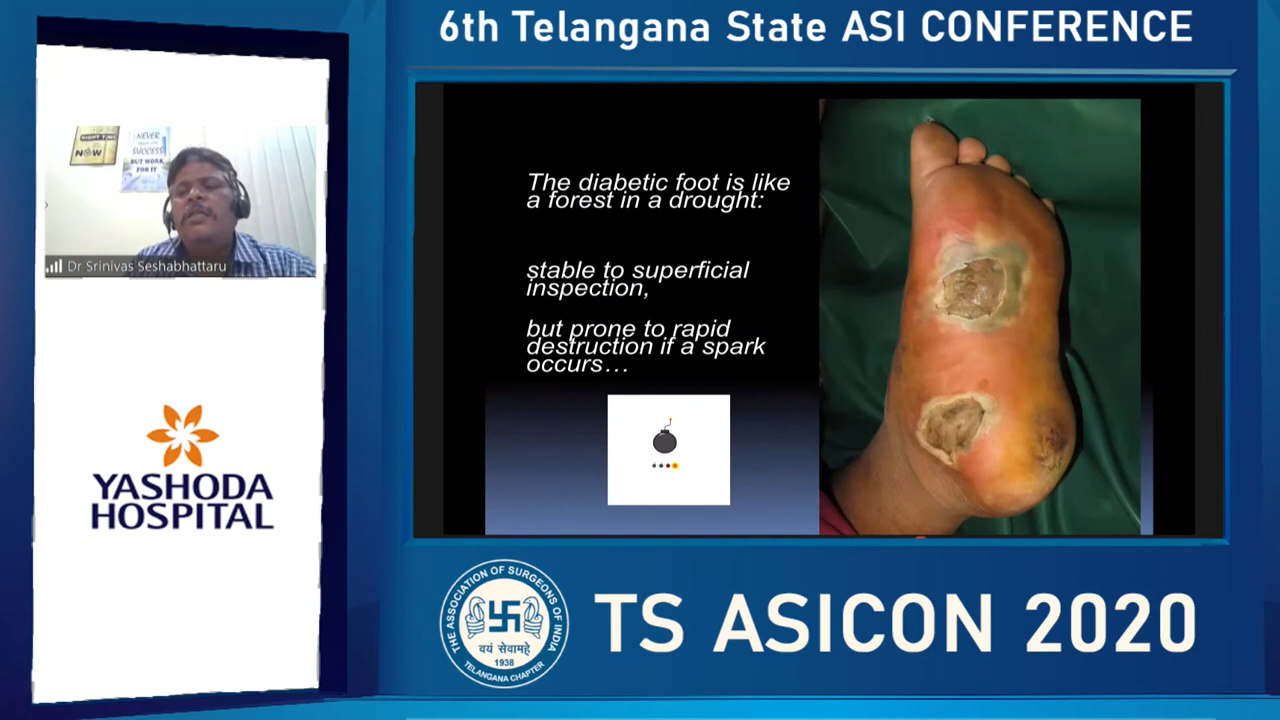 6th Telangana State ASI CONFERENCE
RIGHT TIME
NOW
NEVER
SUCCESS
BUT WORK
FOR IT
Dr Srinivas Seshabhattaru
YASHODA
HOSPITAL
The diabetic foot is like
a forest in a drought:
stable to superficial
inspection,
but prone to rapid
destruction if a spark
occurs…
THE ASSOCIATION OF SURGEONS OF INDIA
वयं सेवामहे
1938
TELANGANA CHAPTER
TS ASICON 2020